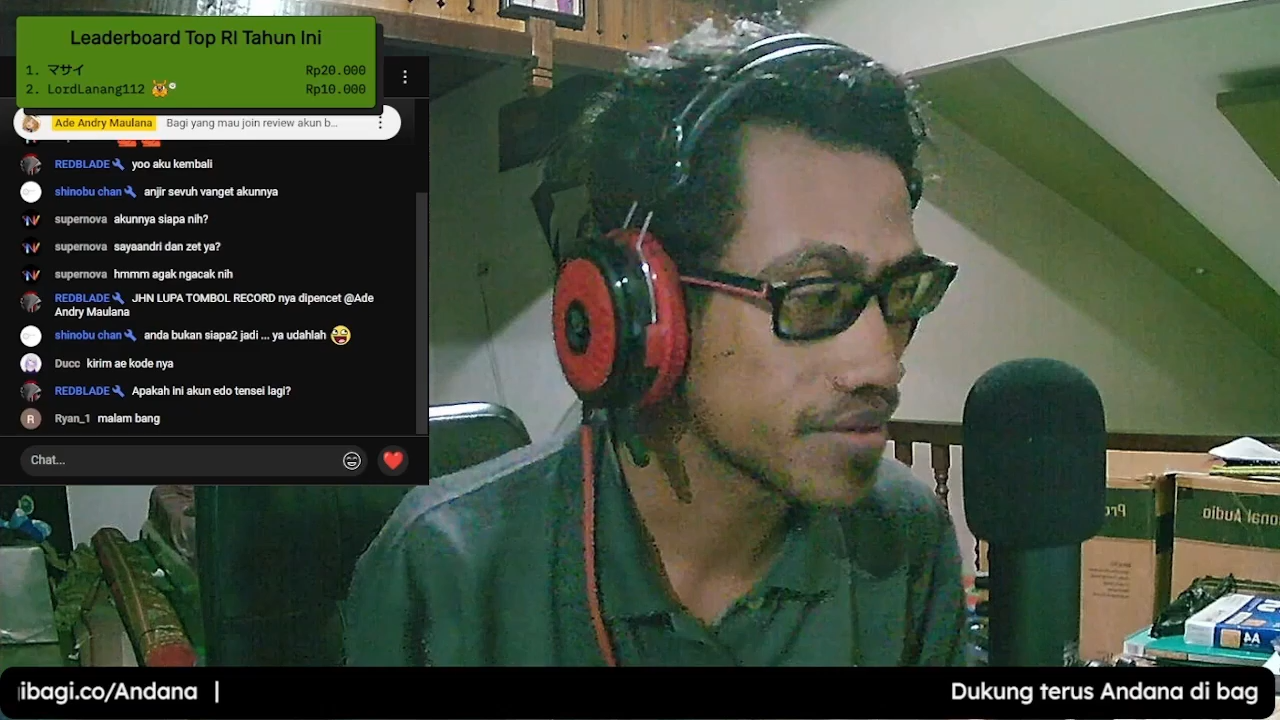 Leaderboard Top RI Tahun Ini
1. マサイ Rp20.000
2. LordLanang112 Rp10.000
Ade Andry Maulana Bagi yang mau join review akun b...
REDBLADE yoo aku kembali
shinobu chan anjir sevuh vanget akunnya
supernova akunnya siapa nih?
supernova sayaandri dan zet ya?
supernova hmmm agak ngacak nih
REDBLADE JHN LUPA TOMBOL RECORD nya dipencet @Ade
Andry Maulana
shinobu chan anda bukan siapa2 jadi ... ya udahlah 😜
Ducc kirim ae kode nya
REDBLADE Apakah ini akun edo tensei lagi?
R Ryan_1 malam bang
Chat...
onal Audio
A4
ibagi.co/Andana | Dukung terus Andana di bag